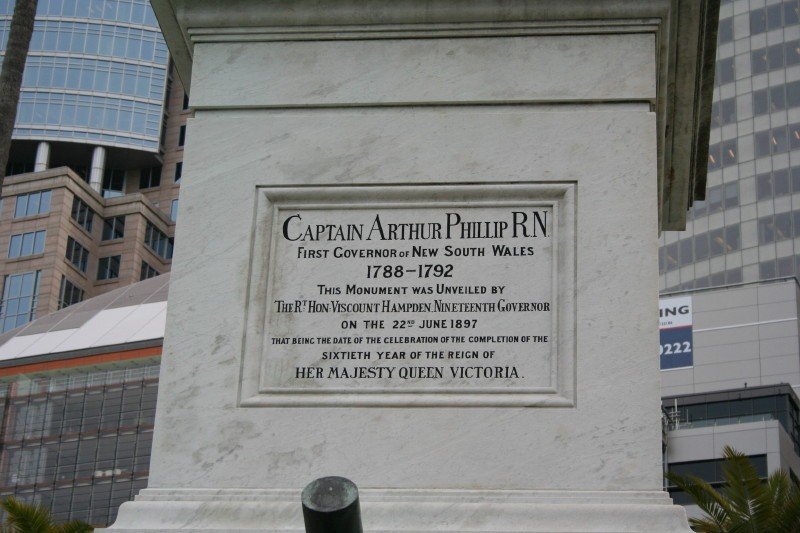 CAPTAIN ARTHUR PHILLIP R.N.
FIRST GOVERNOR OF NEW SOUTH WALES
1788-1792
THIS MONUMENT WAS UNVEILED BY
THE RT HON. VISCOUNT HAMPDEN, NINETEENTH GOVERNOR
ON THE 22ND JUNE 1897
THAT BEING THE DATE OF THE CELEBRATION OF THE COMPLETION OF THE
SIXTIETH YEAR OF THE REIGN OF
HER MAJESTY QUEEN VICTORIA.
ING
0222